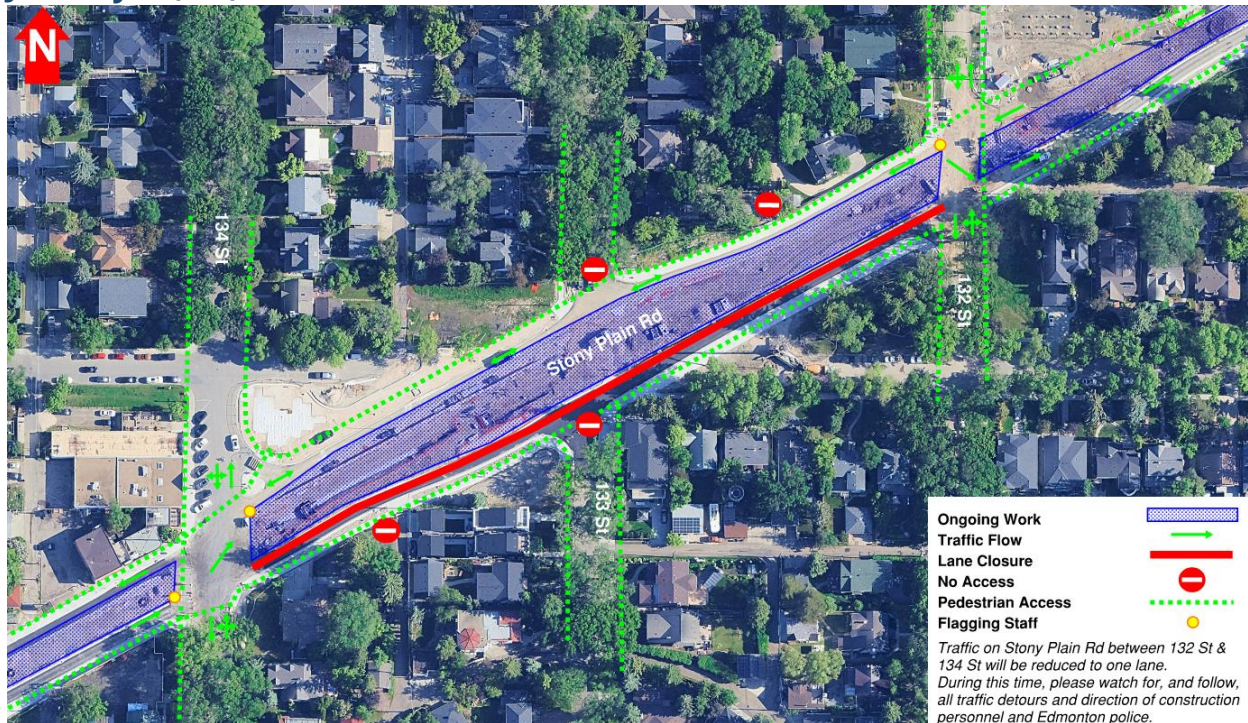 N
134 St
Stony Plain Rd
132 St
133 St
Ongoing Work
Traffic Flow
Lane Closure
No Access
Pedestrian Access
Flagging Staff
Traffic on Stony Plain Rd between 132 St &
134 St will be reduced to one lane.
During this time, please watch for, and follow,
all traffic detours and direction of construction
personnel and Edmonton police.